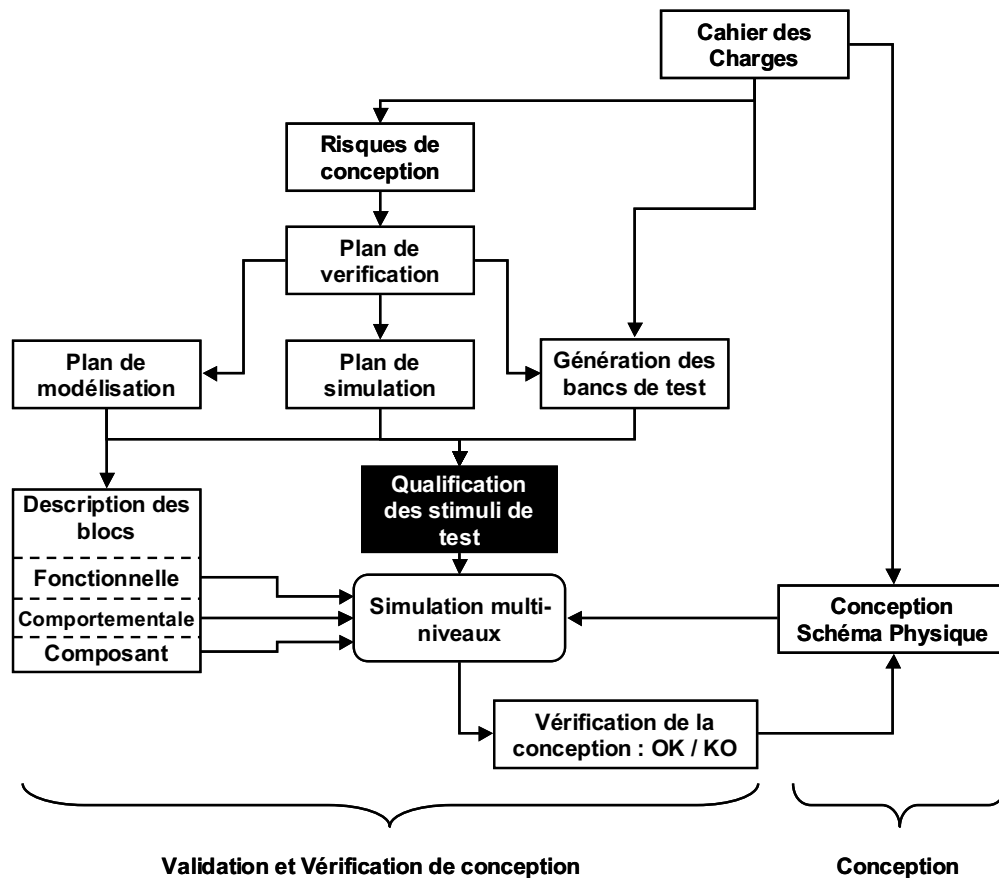 Cahier des
Charges
Risques de
conception
Plan de
verification
Plan de
modélisation
Plan de
simulation
Génération des
bancs de test
Qualification
des stimuli de
test
Description des
blocs
Fonctionnelle
Comportementale
Composant
Simulation multi-
niveaux
Conception
Schéma Physique
Vérification de la
conception : OK / KO
Validation et Vérification de conception
Conception